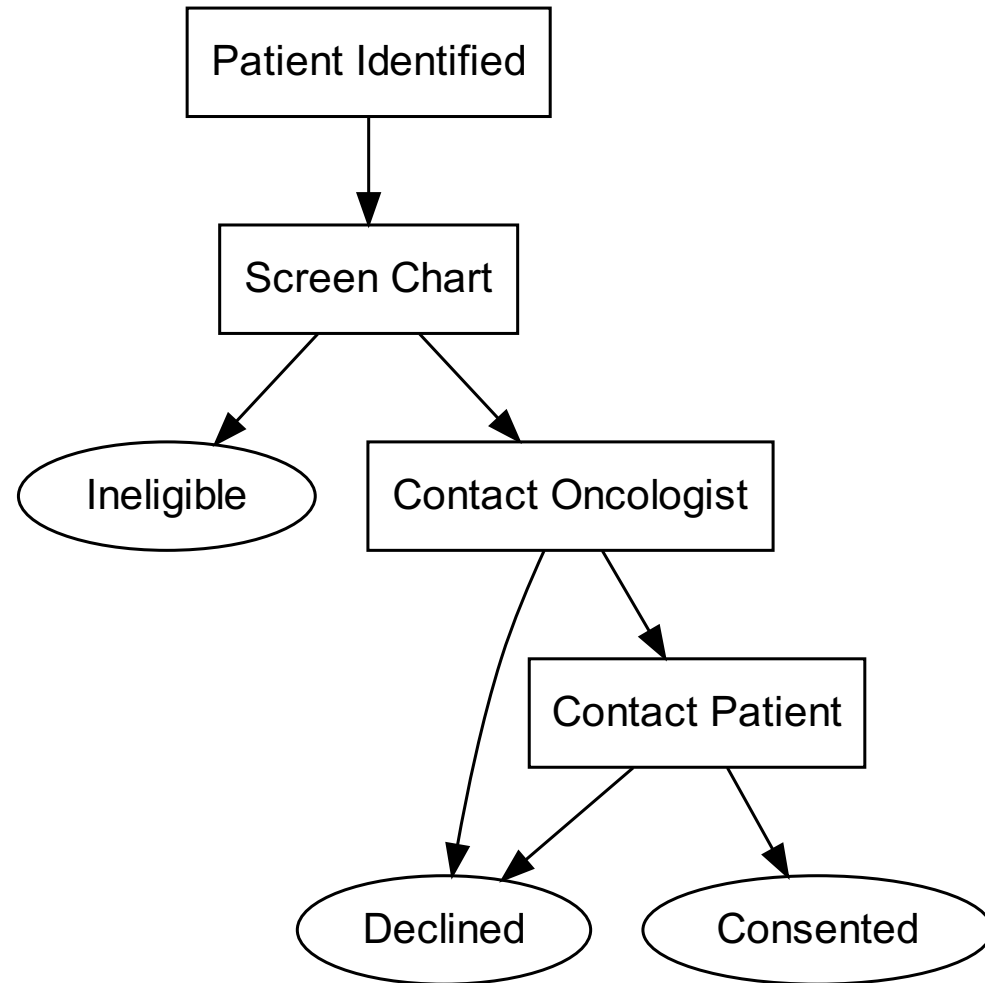 Patient Identified
Screen Chart
Ineligible
Contact Oncologist
Contact Patient
Declined
Consented